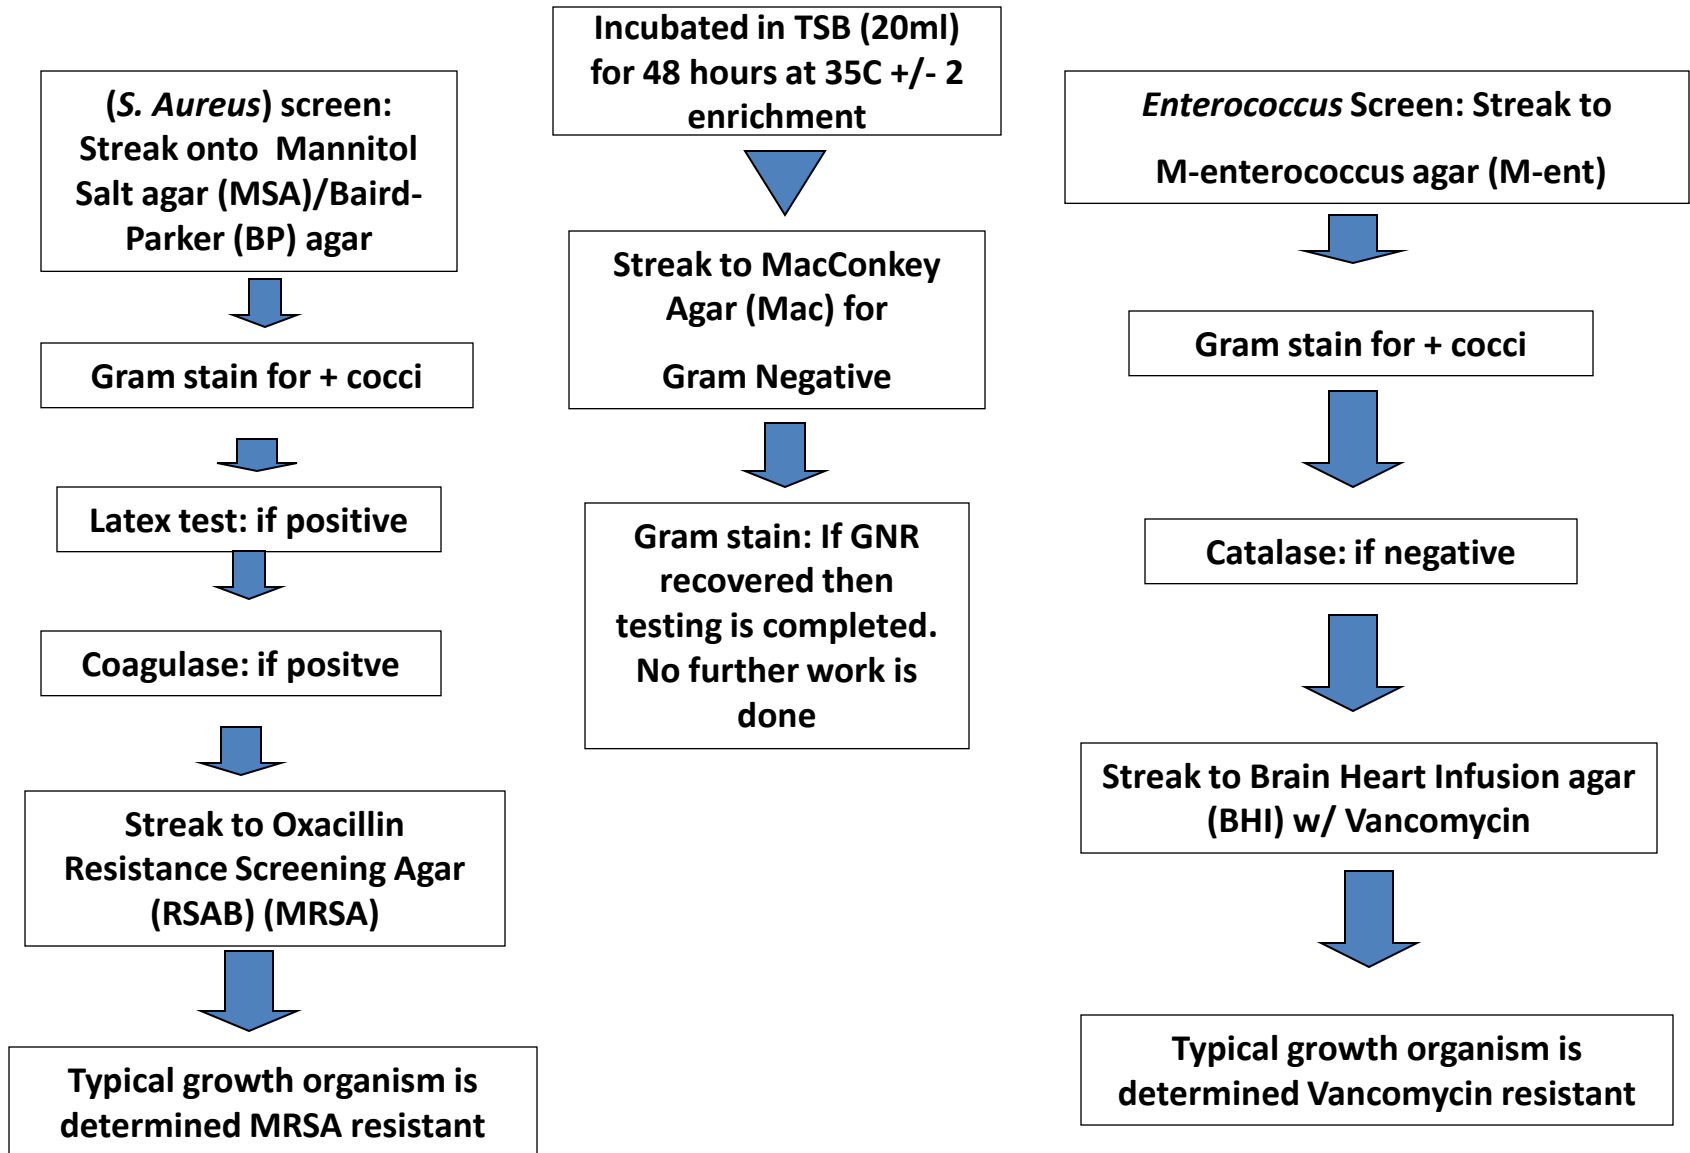 (S. Aureus) screen:
Streak onto Mannitol
Salt agar (MSA)/Baird-
Parker (BP) agar
Gram stain for + cocci
Latex test: if positive
Coagulase: if positve
Streak to Oxacillin
Resistance Screening Agar
(RSAB) (MRSA)
Typical growth organism is
determined MRSA resistant
Incubated in TSB (20ml)
for 48 hours at 35C +/- 2
enrichment
Streak to MacConkey
Agar (Mac) for
Gram Negative
Gram stain: If GNR
recovered then
testing is completed.
No further work is
done
Enterococcus Screen: Streak to
M-enterococcus agar (M-ent)
Gram stain for + cocci
Catalase: if negative
Streak to Brain Heart Infusion agar
(BHI) w/ Vancomycin
Typical growth organism is
determined Vancomycin resistant